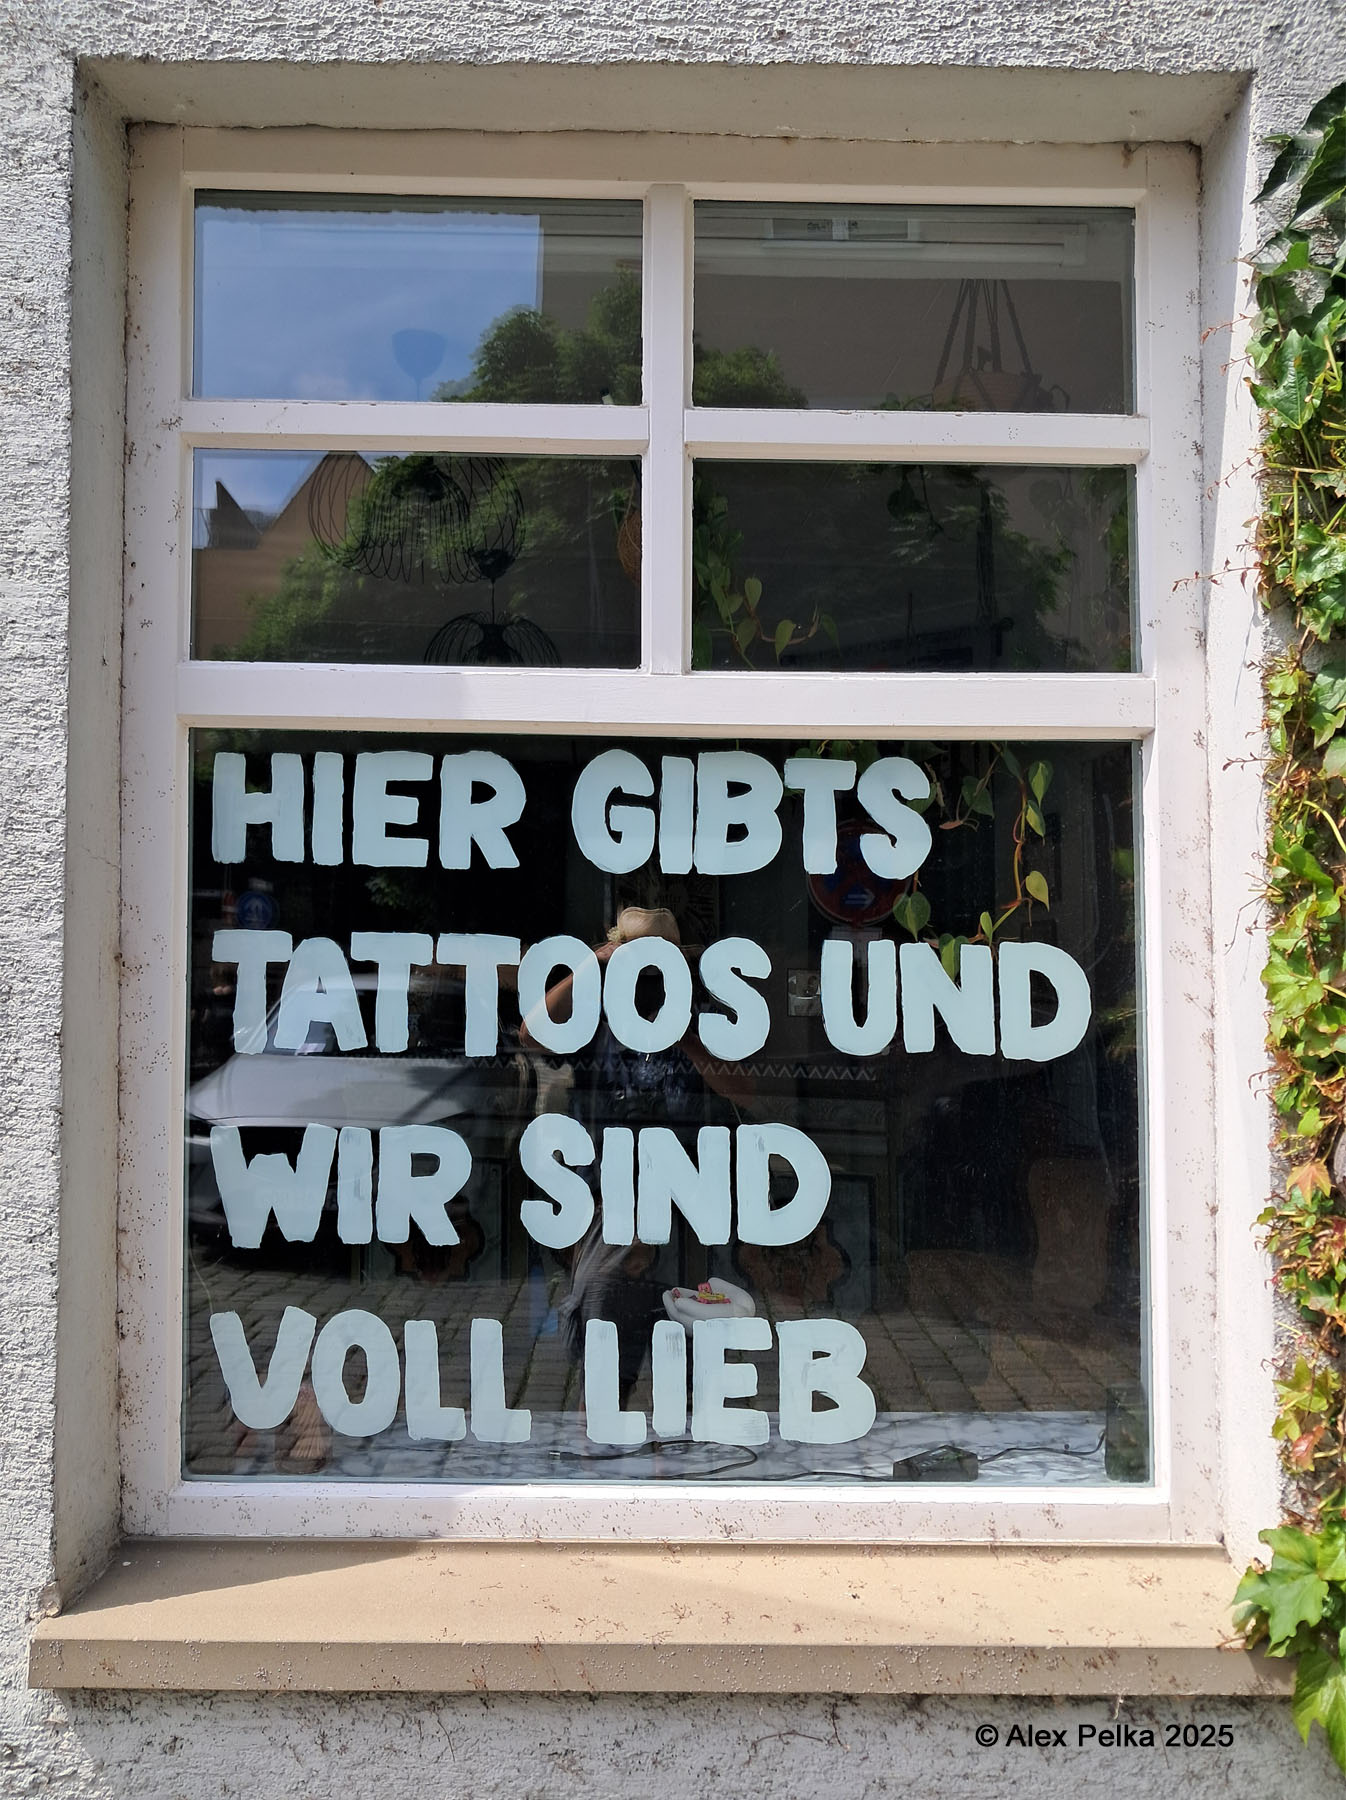 HIER GIBTS
TATTOOS UND
WIR SIND
VOLL LIEB
© Alex Pelka 2025